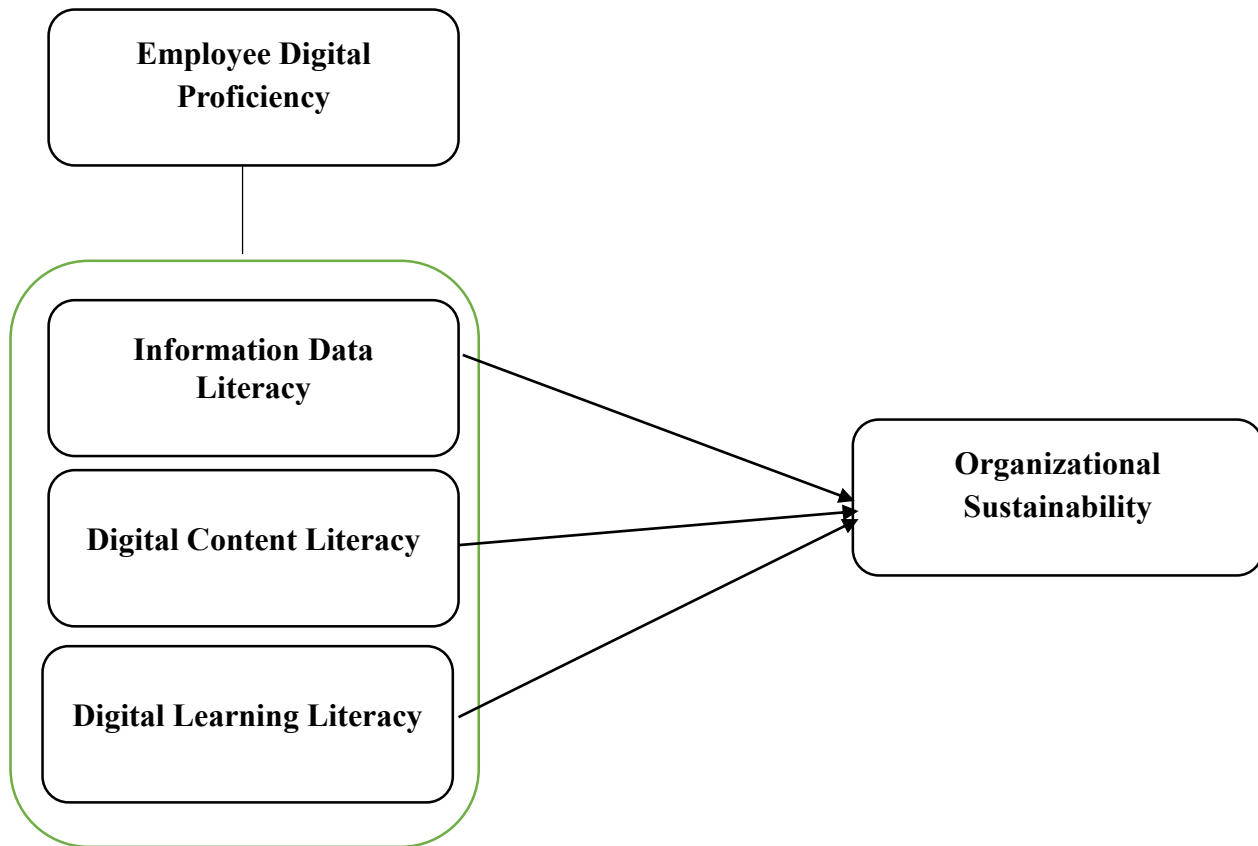 Employee Digital
Proficiency
Information Data
Literacy
Digital Content Literacy
Digital Learning Literacy
Organizational
Sustainability